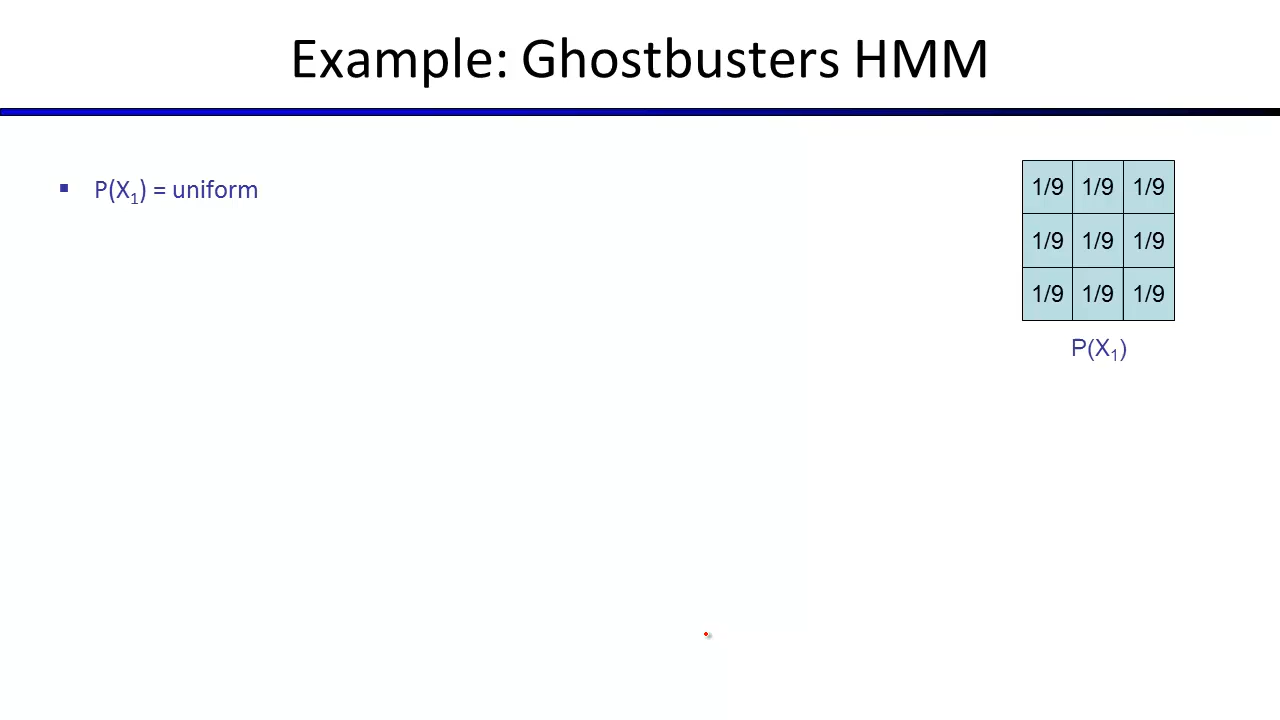 Example: Ghostbusters HMM
▪ P(X₁) = uniform
1/9 1/9 1/9
1/9 1/9 1/9
1/9 1/9 1/9
P(X₁)